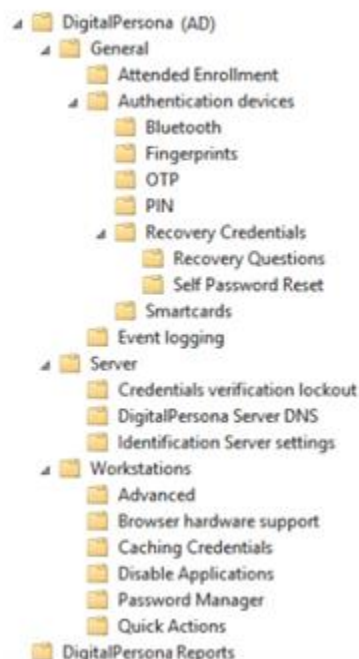 DigitalPersona (AD)
General
Attended Enrollment
Authentication devices
Bluetooth
Fingerprints
OTP
PIN
Recovery Credentials
Recovery Questions
Self Password Reset
Smartcards
Event logging
Server
Credentials verification lockout
DigitalPersona Server DNS
Identification Server settings
Workstations
Advanced
Browser hardware support
Caching Credentials
Disable Applications
Password Manager
Quick Actions
DigitalPersona Reports